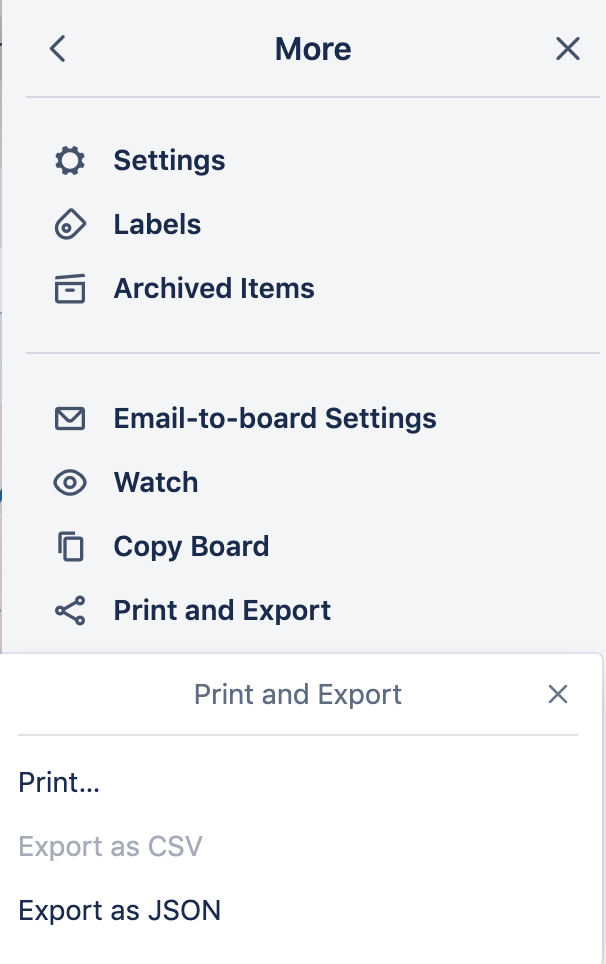 More
Settings
Labels
Archived Items
Email-to-board Settings
Watch
Copy Board
Print and Export
Print and Export
Print...
Export as CSV
Export as JSON